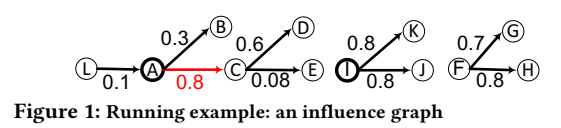 B D K G
0.3 0.6 0.8 0.7
L A C E I J F H
0.1 0.8 0.08 0.8 0.8
Figure 1: Running example: an influence graph